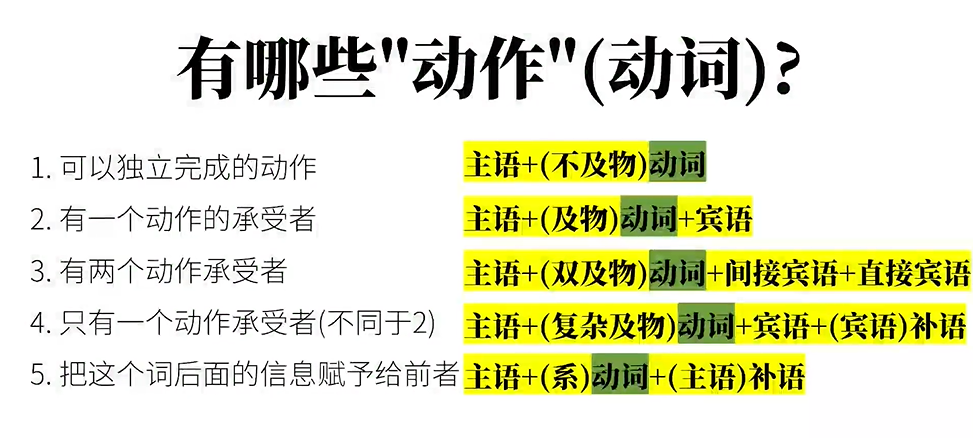 有哪些"动作"(动词)?
1. 可以独立完成的动作 主语+(不及物)动词
2. 有一个动作的承受者 主语+(及物)动词+宾语
3. 有两个动作承受者 主语+(双及物)动词+间接宾语+直接宾语
4. 只有一个动作承受者(不同于2) 主语+(复杂及物)动词+宾语+(宾语)补语
5. 把这个词后面的信息赋予给前者 主语+(系)动词+(主语)补语